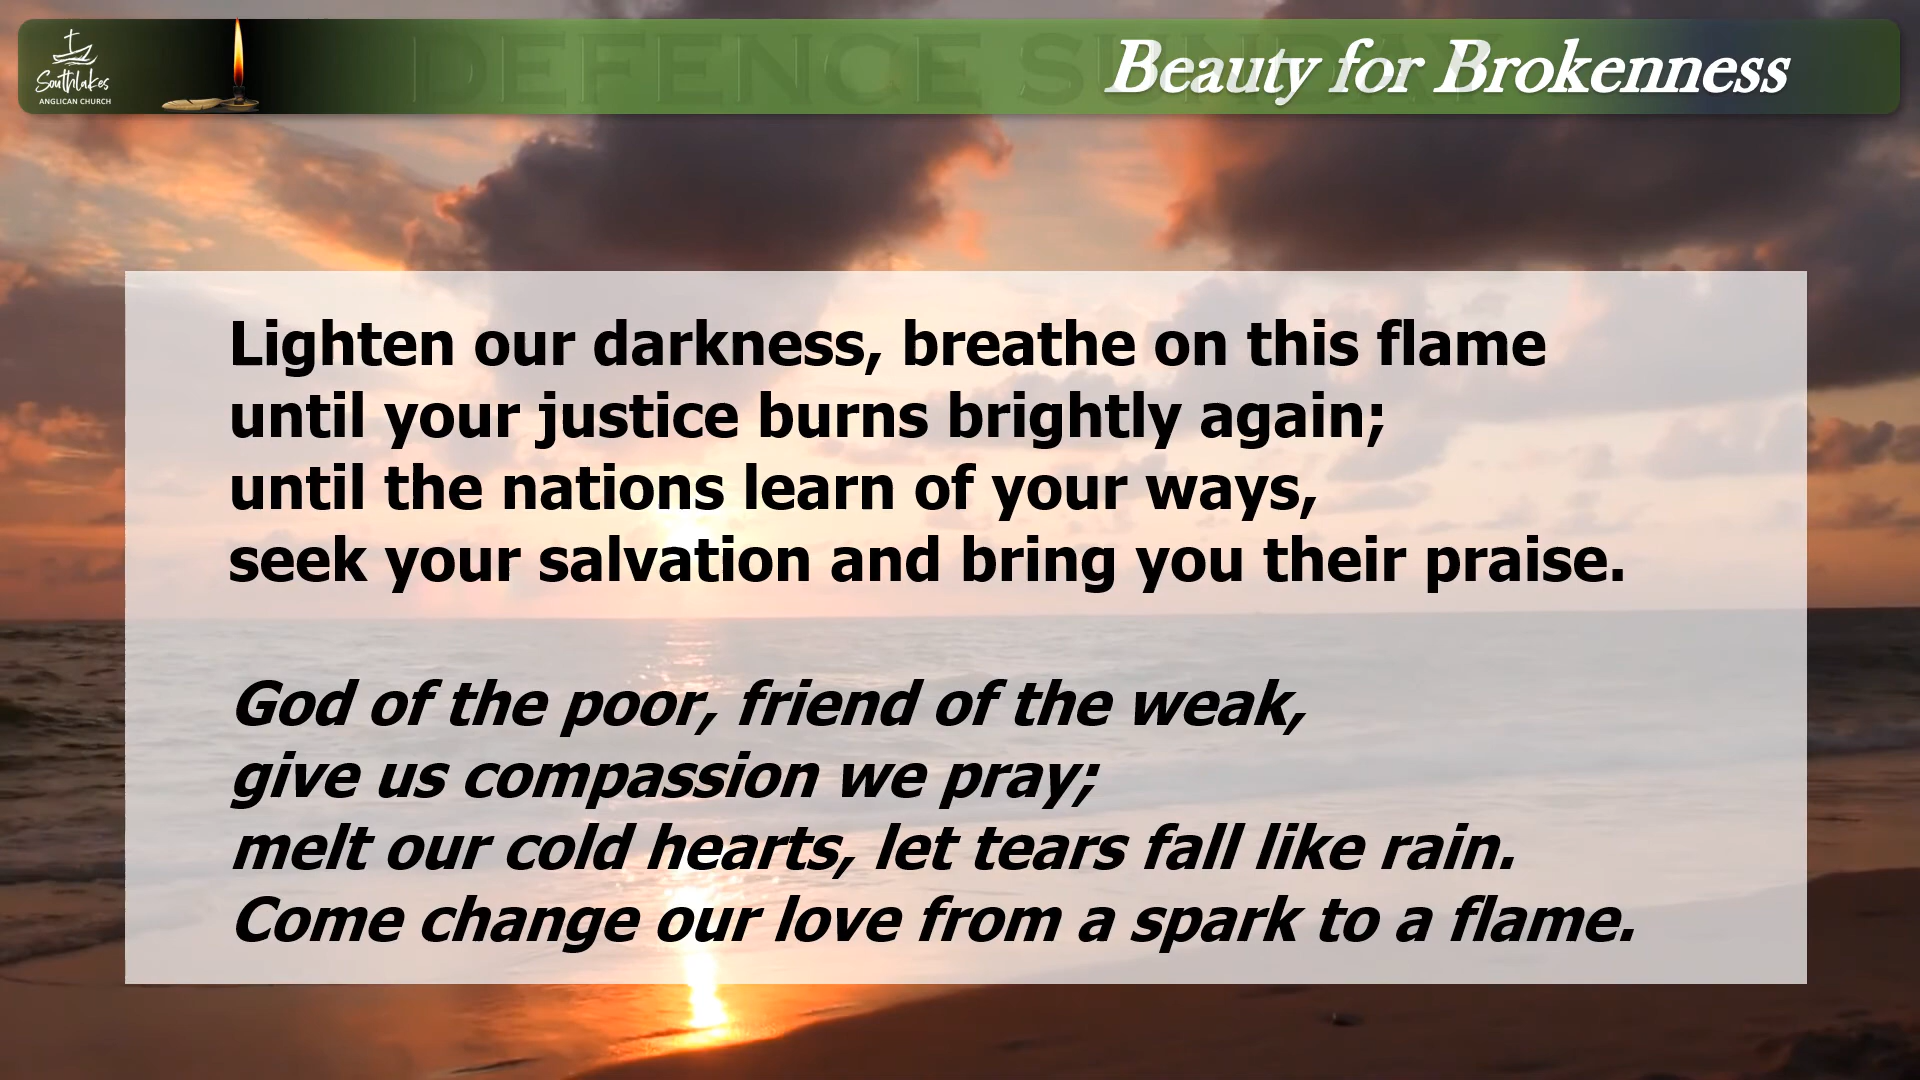 Southlakes
ANGLICAN CHURCH
DEFENCE SUNDAY
Beauty for Brokenness
Lighten our darkness, breathe on this flame
until your justice burns brightly again;
until the nations learn of your ways,
seek your salvation and bring you their praise.
God of the poor, friend of the weak,
give us compassion we pray;
melt our cold hearts, let tears fall like rain.
Come change our love from a spark to a flame.